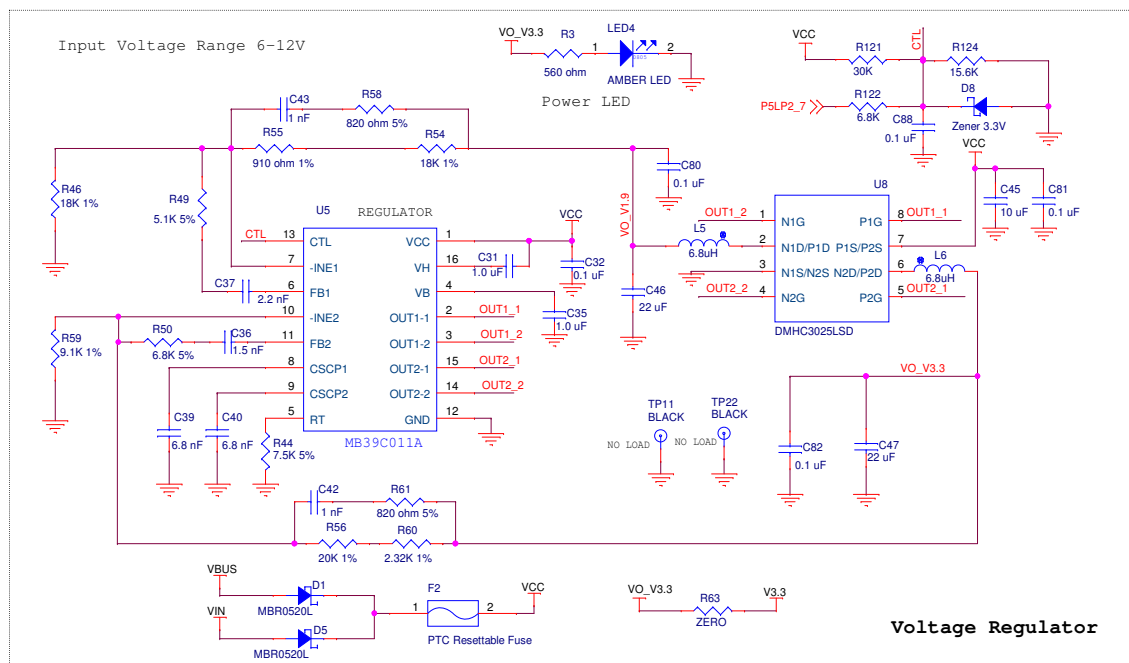 Input Voltage Range 6-12V
VO_V3.3
R3
560 ohm
1
LED4
0805
2
AMBER LED
Power LED
VCC
R121
30K
CTL
R124
15.6K
P5LP2_7
R122
6.8K
D8
Zener 3.3V
C88
0.1 uF
C43
1 nF
R58
820 ohm 5%
R55
910 ohm 1%
R54
18K 1%
R46
18K 1%
R49
5.1K 5%
C80
0.1 uF
VO_V1.9
VCC
C45
10 uF
C81
0.1 uF
U5
REGULATOR
CTL
13 CTL VCC 1
7 -INE1 VH 16
6 FB1 VB 4
10 -INE2 OUT1-1 2
11 FB2 OUT1-2 3
8 CSCP1 OUT2-1 15
9 CSCP2 OUT2-2 14
5 RT GND 12
MB39C011A
VCC
C31
1.0 uF
C32
0.1 uF
C35
1.0 uF
OUT1_1
OUT1_2
OUT2_1
OUT2_2
C37
2.2 nF
R50
6.8K 5%
C36
1.5 nF
R59
9.1K 1%
C39
6.8 nF
C40
6.8 nF
R44
7.5K 5%
U8
OUT1_2 1 N1G P1G 8 OUT1_1
L5
6.8uH
2 N1D/P1D P1S/P2S 7
3 N1S/N2S N2D/P2D 6
L6
6.8uH
OUT2_2 4 N2G P2G 5 OUT2_1
DMHC3025LSD
C46
22 uF
VO_V3.3
TP11
BLACK
NO LOAD
TP22
BLACK
NO LOAD
C82
0.1 uF
C47
22 uF
C42
1 nF
R61
820 ohm 5%
R56
20K 1%
R60
2.32K 1%
VBUS
D1
MBR0520L
VIN
D5
MBR0520L
F2
1
2
PTC Resettable Fuse
VCC
VO_V3.3
R63
ZERO
V3.3
Voltage Regulator